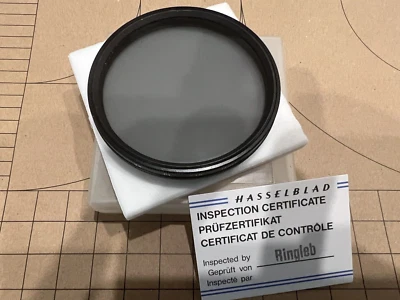 HASSELBLAD
INSPECTION CERTIFICATE
PRÜFZERTIFIKAT
CERTIFICAT DE CONTRÔLE
Inspected by Ringleb
Geprüft von
Inspecté par